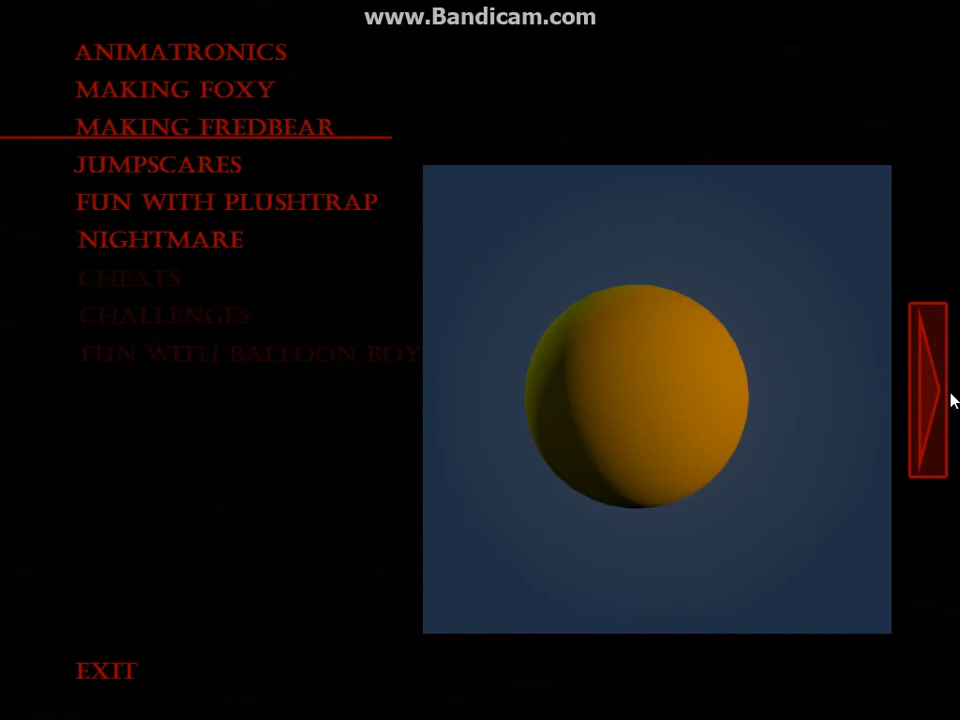 www.Bandicam.com
ANIMATRONICS
MAKING FOXY
MAKING FREDBEAR
JUMPSCARES
FUN WITH PLUSHTRAP
NIGHTMARE
CHEATS
CHALLENGES
FUN WITH BALLOON BOY
EXIT